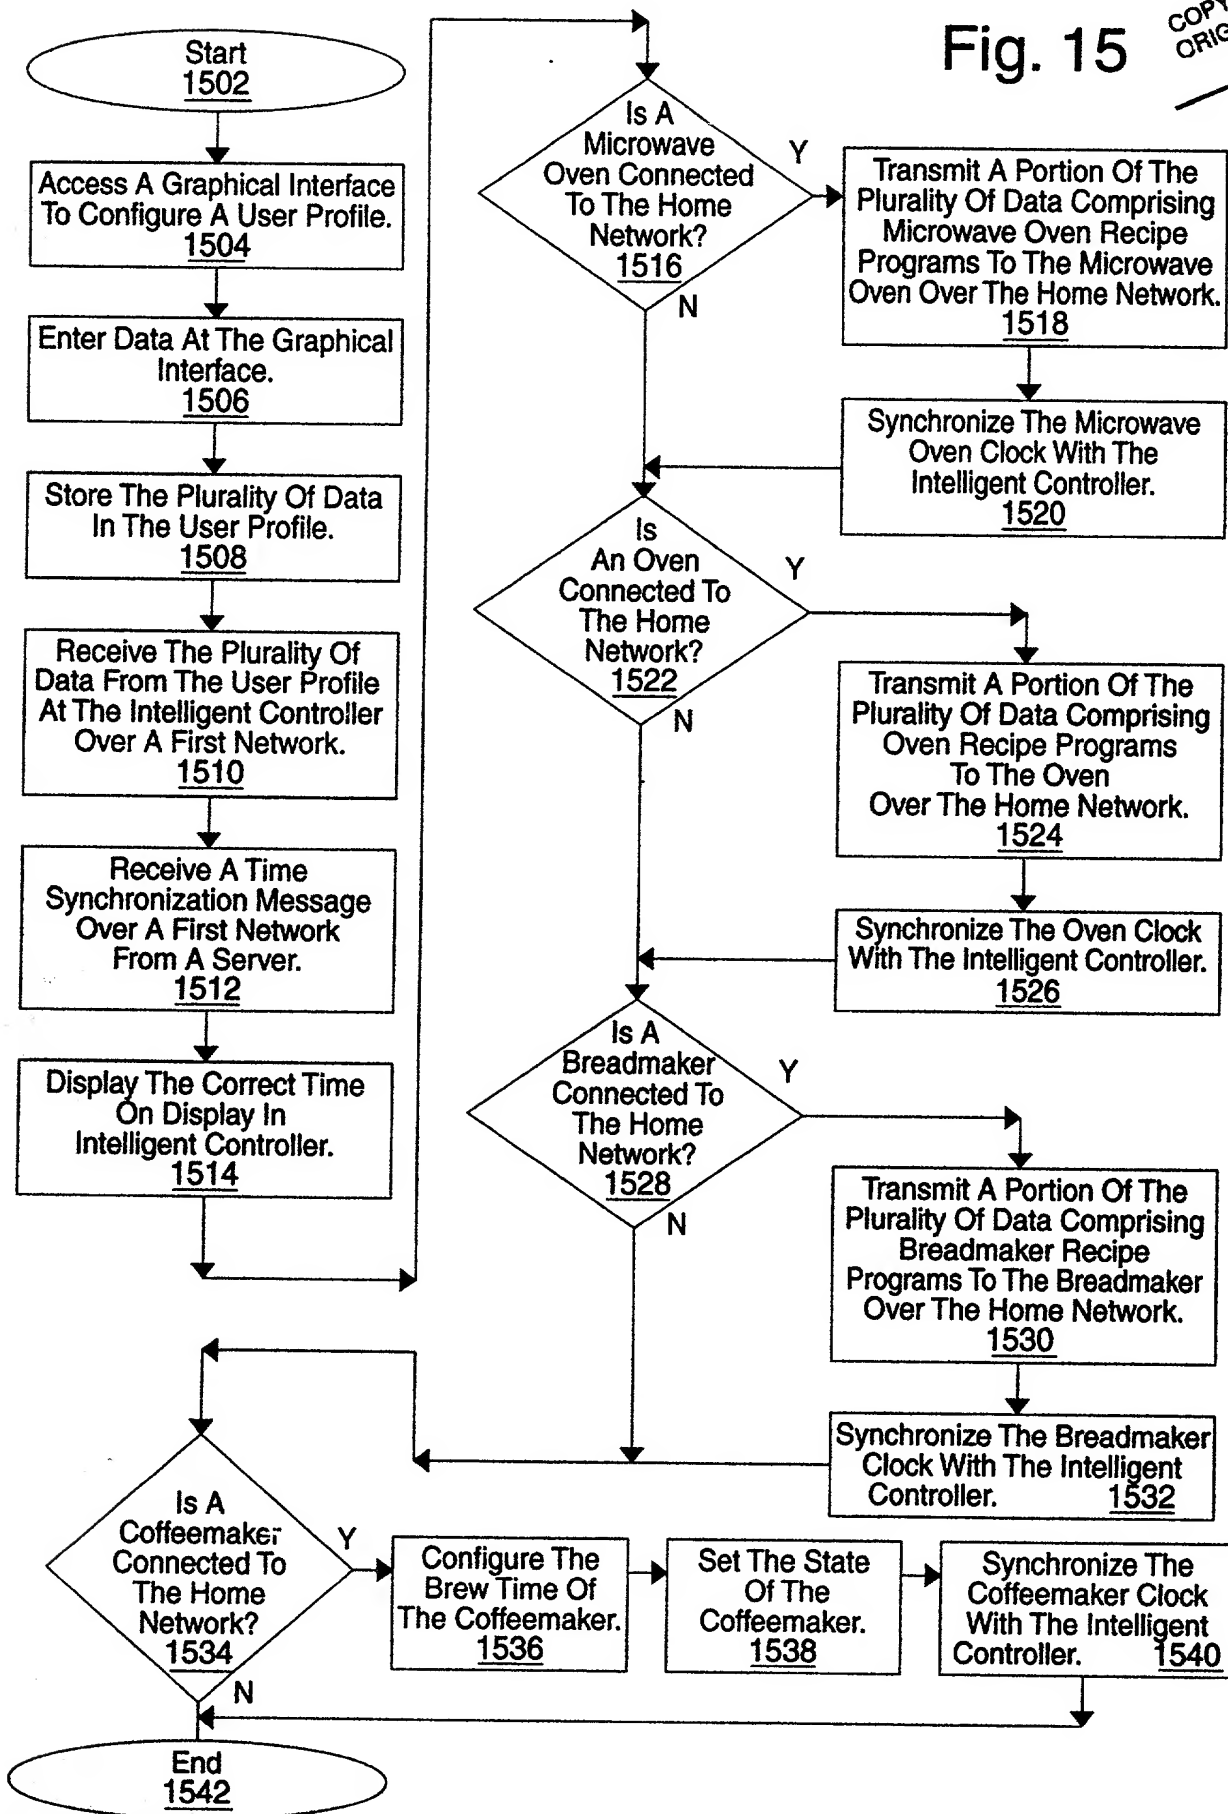 Fig. 15
Start
1502
Access A Graphical Interface
To Configure A User Profile.
1504
Enter Data At The Graphical
Interface.
1506
Store The Plurality Of Data
In The User Profile.
1508
Receive The Plurality Of
Data From The User Profile
At The Intelligent Controller
Over A First Network.
1510
Receive A Time
Synchronization Message
Over A First Network
From A Server.
1512
Display The Correct Time
On Display In
Intelligent Controller.
1514
Is A
Microwave
Oven Connected
To The Home
Network?
1516
Y
N
Transmit A Portion Of The
Plurality Of Data Comprising
Microwave Oven Recipe
Programs To The Microwave
Oven Over The Home Network.
1518
Synchronize The Microwave
Oven Clock With The
Intelligent Controller.
1520
Is
An Oven
Connected To
The Home
Network?
1522
Y
N
Transmit A Portion Of The
Plurality Of Data Comprising
Oven Recipe Programs
To The Oven
Over The Home Network.
1524
Synchronize The Oven Clock
With The Intelligent Controller.
1526
Is A
Breadmaker
Connected To
The Home
Network?
1528
Y
N
Transmit A Portion Of The
Plurality Of Data Comprising
Breadmaker Recipe
Programs To The Breadmaker
Over The Home Network.
1530
Synchronize The Breadmaker
Clock With The Intelligent
Controller. 1532
Is A
Coffeemaker
Connected To
The Home
Network?
1534
Y
N
Configure The
Brew Time Of
The Coffeemaker.
1536
Set The State
Of The
Coffeemaker.
1538
Synchronize The
Coffeemaker Clock
With The Intelligent
Controller. 1540
End
1542